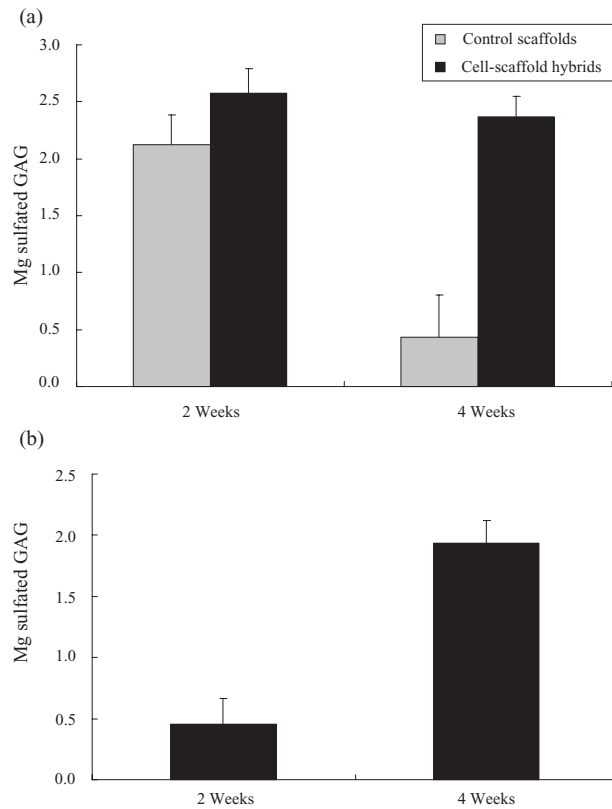 (a)
3.0
2.5
2.0
1.5
1.0
0.5
0.0
Mg sulfated GAG
Control scaffolds
Cell-scaffold hybrids
2 Weeks
4 Weeks
(b)
2.5
2.0
1.5
1.0
0.5
0.0
Mg sulfated GAG
2 Weeks
4 Weeks